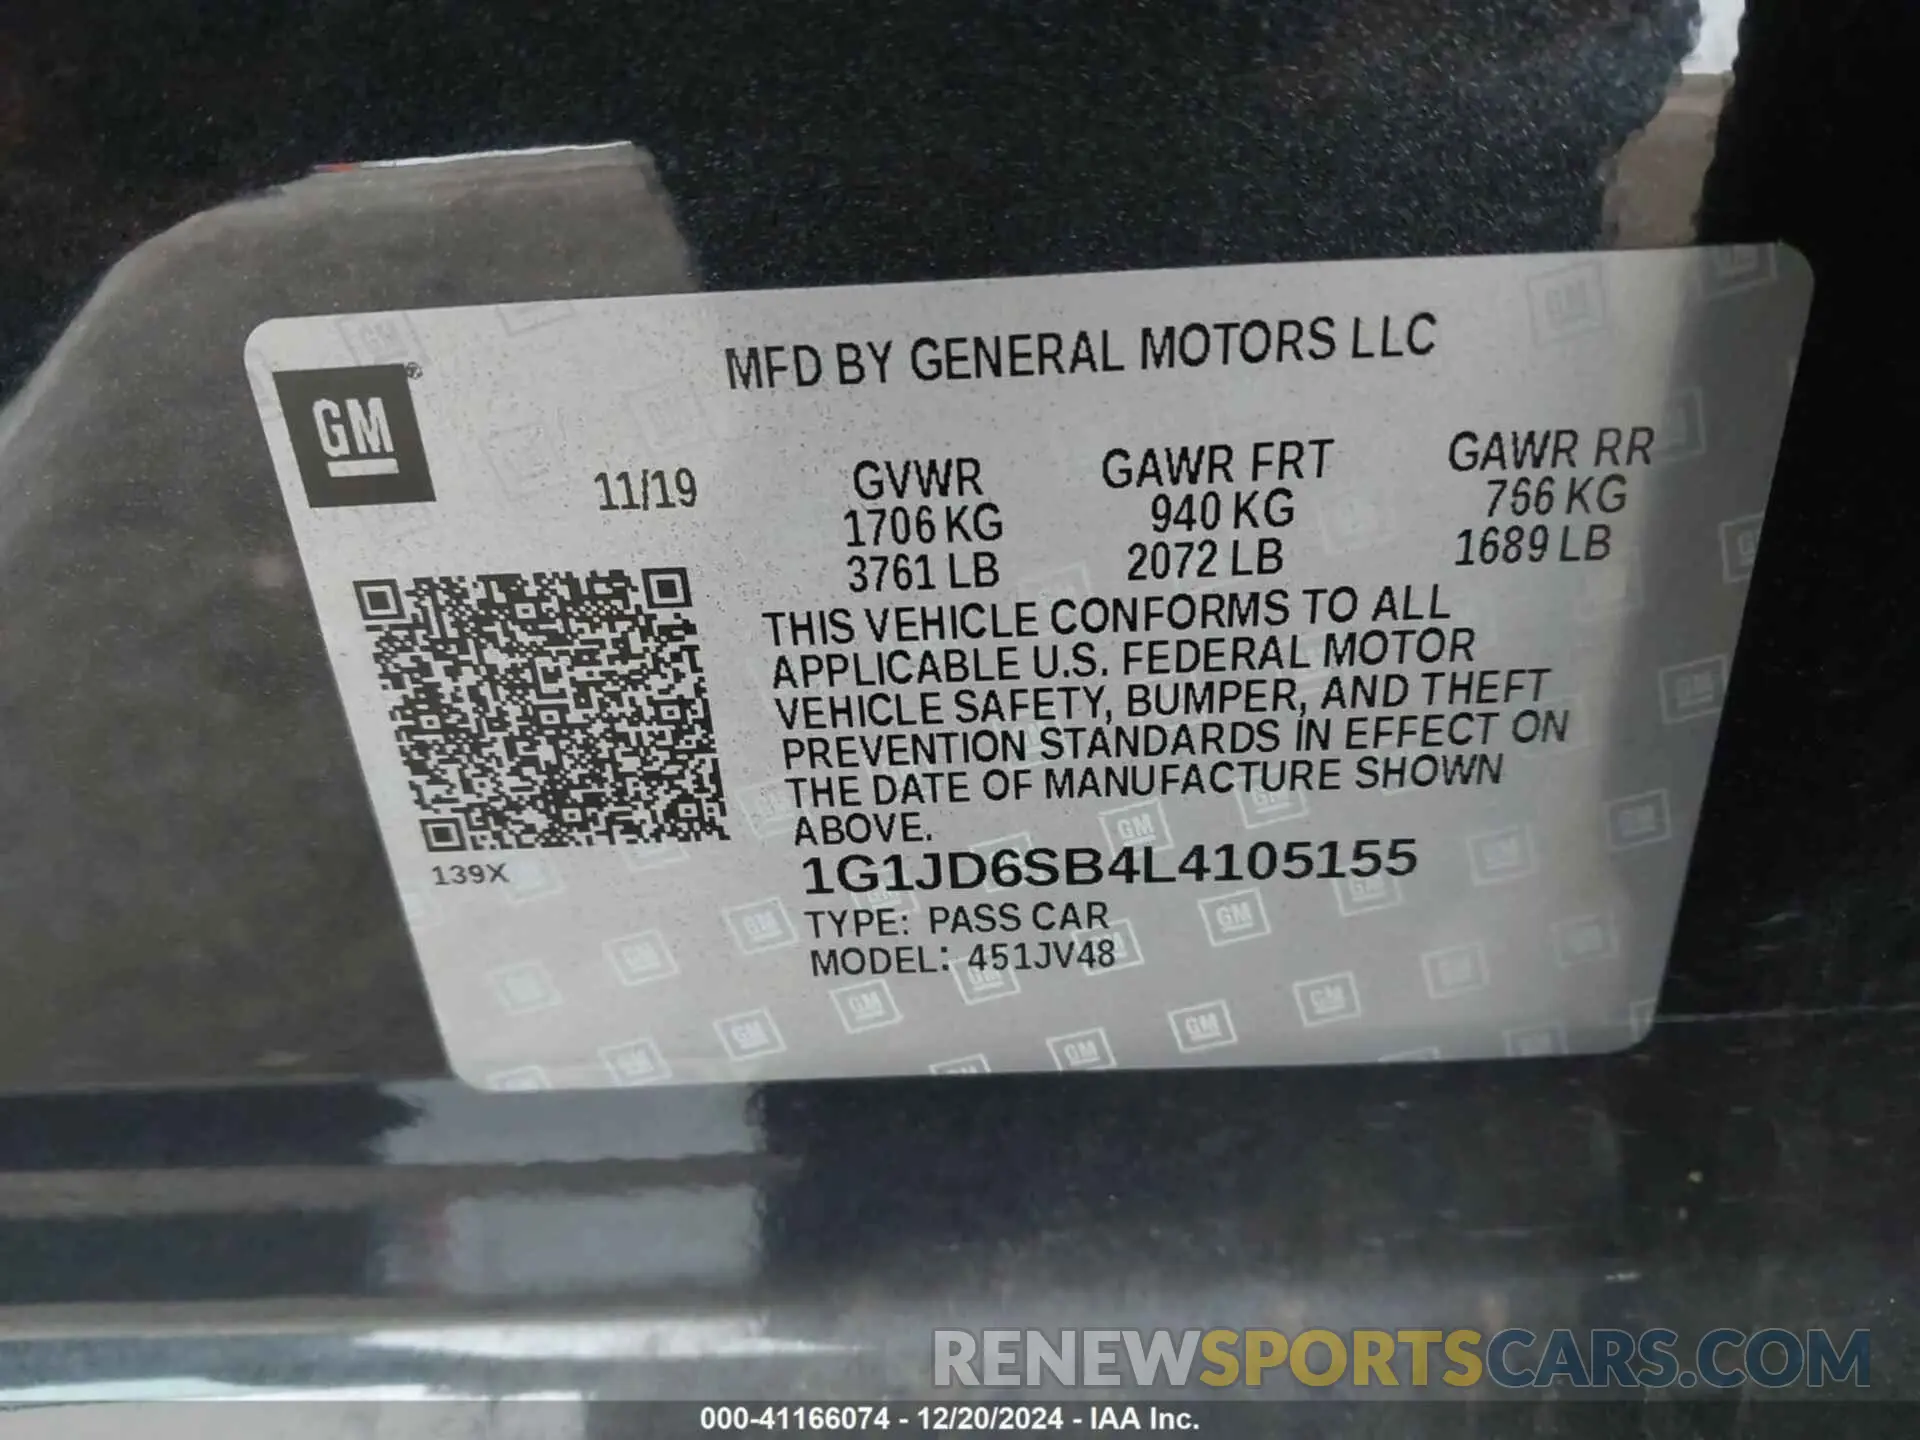 MFD BY GENERAL MOTORS LLC
GM®
11/19
GVWR GAWR FRT GAWR RR
1706 KG 940 KG 766 KG
3761 LB 2072 LB 1689 LB
THIS VEHICLE CONFORMS TO ALL
APPLICABLE U.S. FEDERAL MOTOR
VEHICLE SAFETY, BUMPER, AND THEFT
PREVENTION STANDARDS IN EFFECT ON
THE DATE OF MANUFACTURE SHOWN
ABOVE.
139X
1G1JD6SB4L4105155
TYPE: PASS CAR
MODEL: 451JV48
RENEWSPORTSCARS.COM
000-41166074 - 12/20/2024 - IAA Inc.